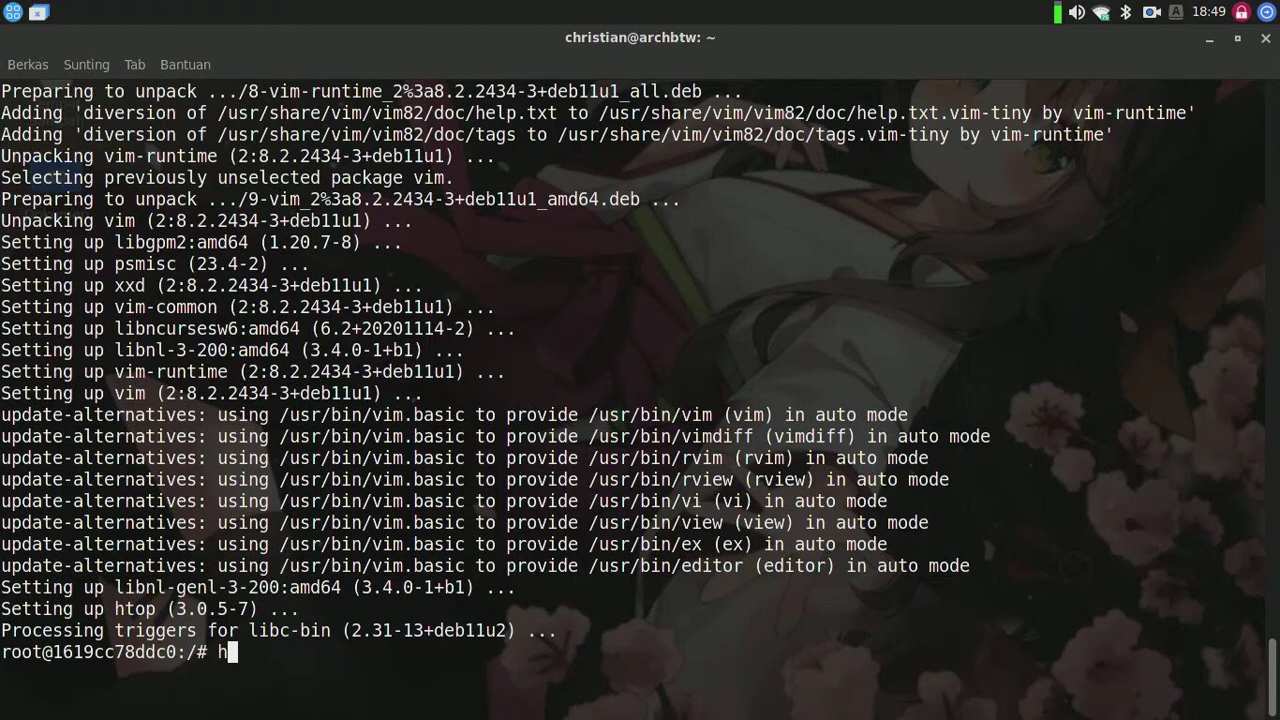 18:49
christian@archbtw: ~
Berkas Sunting Tab Bantuan
Preparing to unpack .../8-vim-runtime_2%3a8.2.2434-3+deb11u1_all.deb ...
Adding 'diversion of /usr/share/vim/vim82/doc/help.txt to /usr/share/vim/vim82/doc/help.txt.vim-tiny by vim-runtime'
Adding 'diversion of /usr/share/vim/vim82/doc/tags to /usr/share/vim/vim82/doc/tags.vim-tiny by vim-runtime'
Unpacking vim-runtime (2:8.2.2434-3+deb11u1) ...
Selecting previously unselected package vim.
Preparing to unpack .../9-vim_2%3a8.2.2434-3+deb11u1_amd64.deb ...
Unpacking vim (2:8.2.2434-3+deb11u1) ...
Setting up libgpm2:amd64 (1.20.7-8) ...
Setting up psmisc (23.4-2) ...
Setting up xxd (2:8.2.2434-3+deb11u1) ...
Setting up vim-common (2:8.2.2434-3+deb11u1) ...
Setting up libncursesw6:amd64 (6.2+20201114-2) ...
Setting up libnl-3-200:amd64 (3.4.0-1+b1) ...
Setting up vim-runtime (2:8.2.2434-3+deb11u1) ...
Setting up vim (2:8.2.2434-3+deb11u1) ...
update-alternatives: using /usr/bin/vim.basic to provide /usr/bin/vim (vim) in auto mode
update-alternatives: using /usr/bin/vim.basic to provide /usr/bin/vimdiff (vimdiff) in auto mode
update-alternatives: using /usr/bin/vim.basic to provide /usr/bin/rvim (rvim) in auto mode
update-alternatives: using /usr/bin/vim.basic to provide /usr/bin/rview (rview) in auto mode
update-alternatives: using /usr/bin/vim.basic to provide /usr/bin/vi (vi) in auto mode
update-alternatives: using /usr/bin/vim.basic to provide /usr/bin/view (view) in auto mode
update-alternatives: using /usr/bin/vim.basic to provide /usr/bin/ex (ex) in auto mode
update-alternatives: using /usr/bin/vim.basic to provide /usr/bin/editor (editor) in auto mode
Setting up libnl-genl-3-200:amd64 (3.4.0-1+b1) ...
Setting up htop (3.0.5-7) ...
Processing triggers for libc-bin (2.31-13+deb11u2) ...
root@1619cc78ddc0:/# h